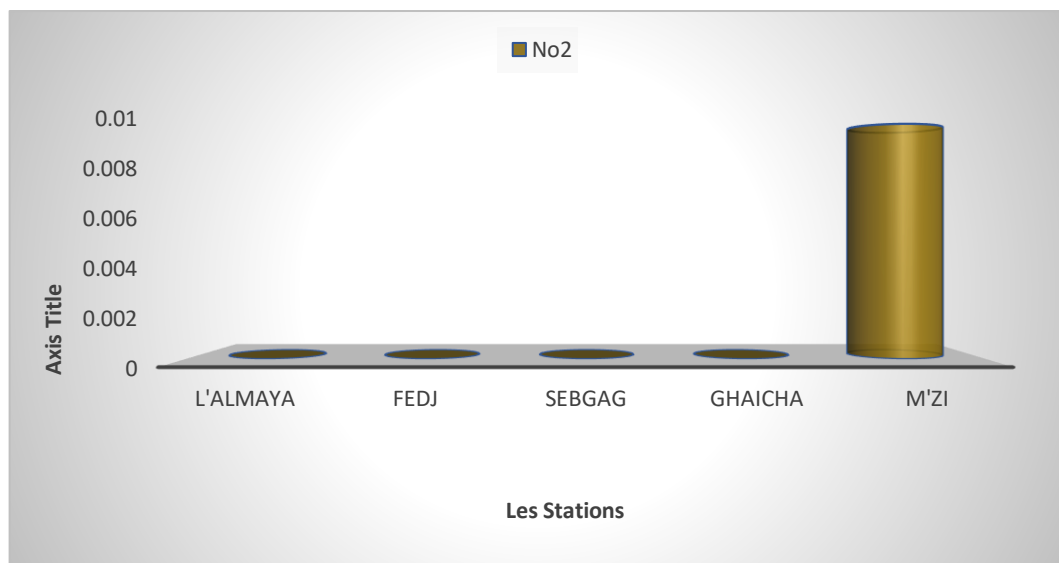 No2
0.01
0.008
0.006
0.004
0.002
0
Axis Title
L'ALMAYA FEDJ SEBGAG GHAICHA M'ZI
Les Stations